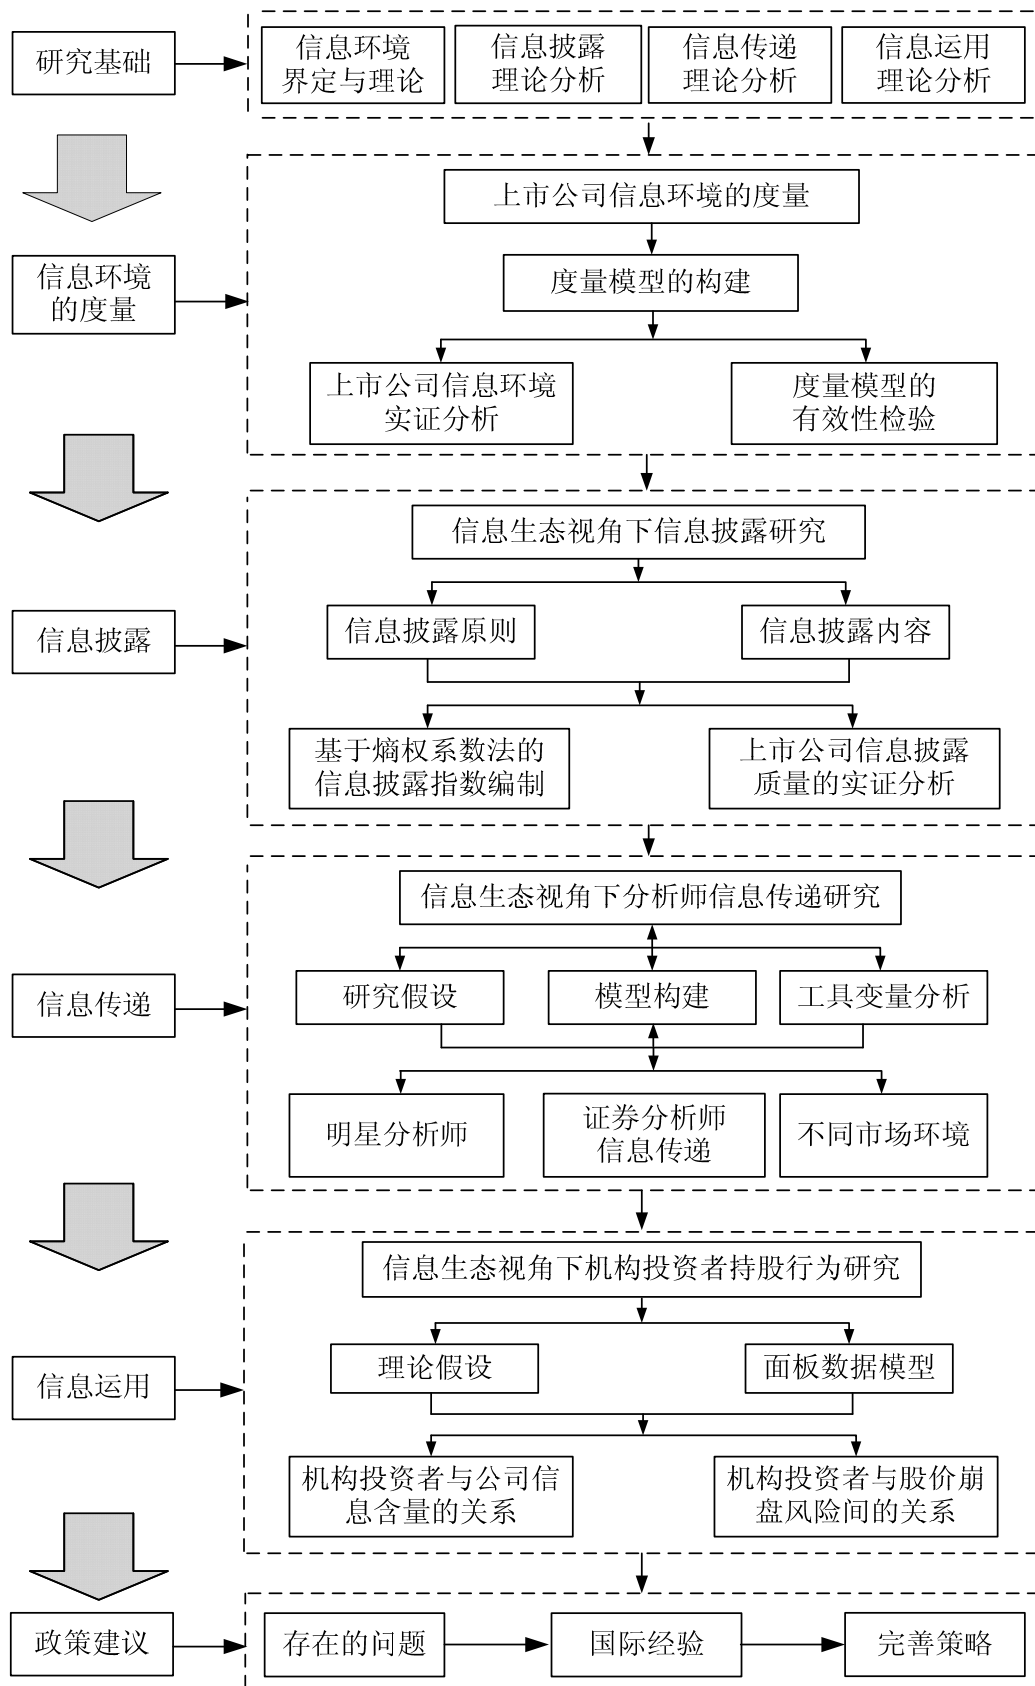 研究基础
信息环境
界定与理论
信息披露
理论分析
信息传递
理论分析
信息运用
理论分析
信息环境
的度量
上市公司信息环境的度量
度量模型的构建
上市公司信息环境
实证分析
度量模型的
有效性检验
信息披露
信息生态视角下信息披露研究
信息披露原则
信息披露内容
基于熵权系数法的
信息披露指数编制
上市公司信息披露
质量的实证分析
信息传递
信息生态视角下分析师信息传递研究
研究假设
模型构建
工具变量分析
明星分析师
证券分析师
信息传递
不同市场环境
信息运用
信息生态视角下机构投资者持股行为研究
理论假设
面板数据模型
机构投资者与公司信
息含量的关系
机构投资者与股价崩
盘风险间的关系
政策建议
存在的问题
国际经验
完善策略